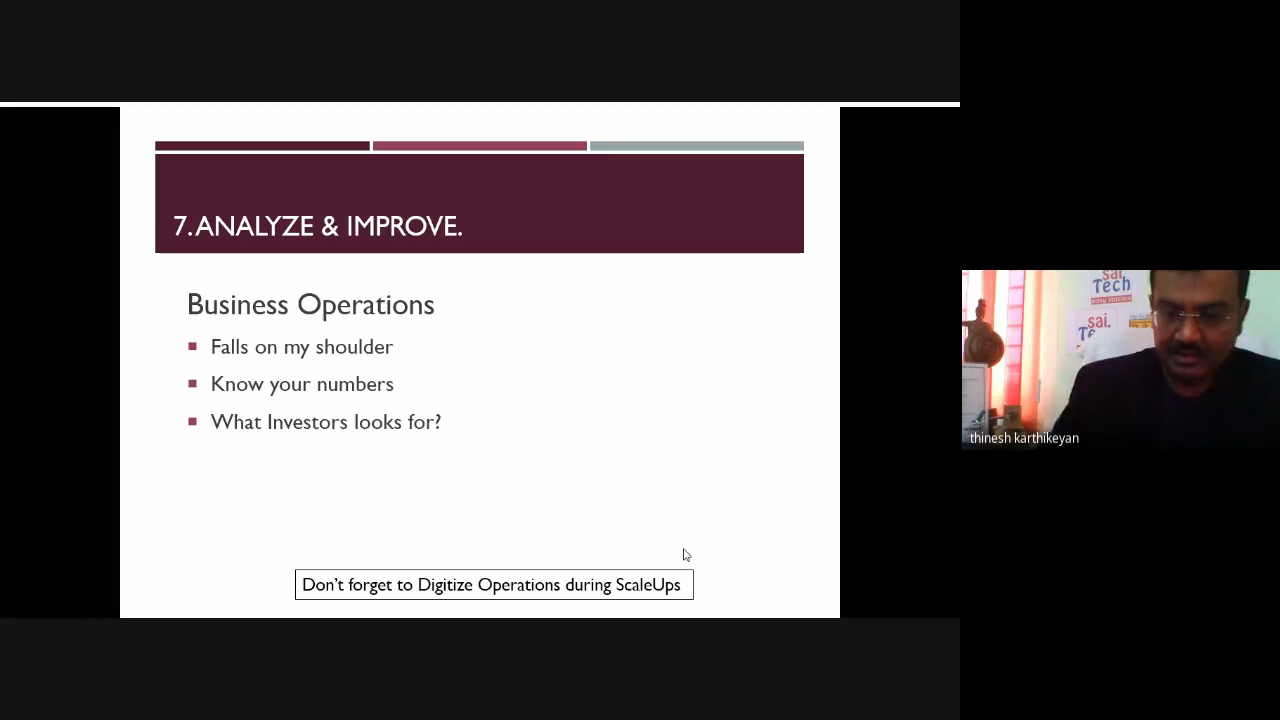 7. ANALYZE & IMPROVE.
Business Operations
Falls on my shoulder
Know your numbers
What Investors looks for?
Don't forget to Digitize Operations during ScaleUps
sai
Tech
sai.
thinesh karthikeyan